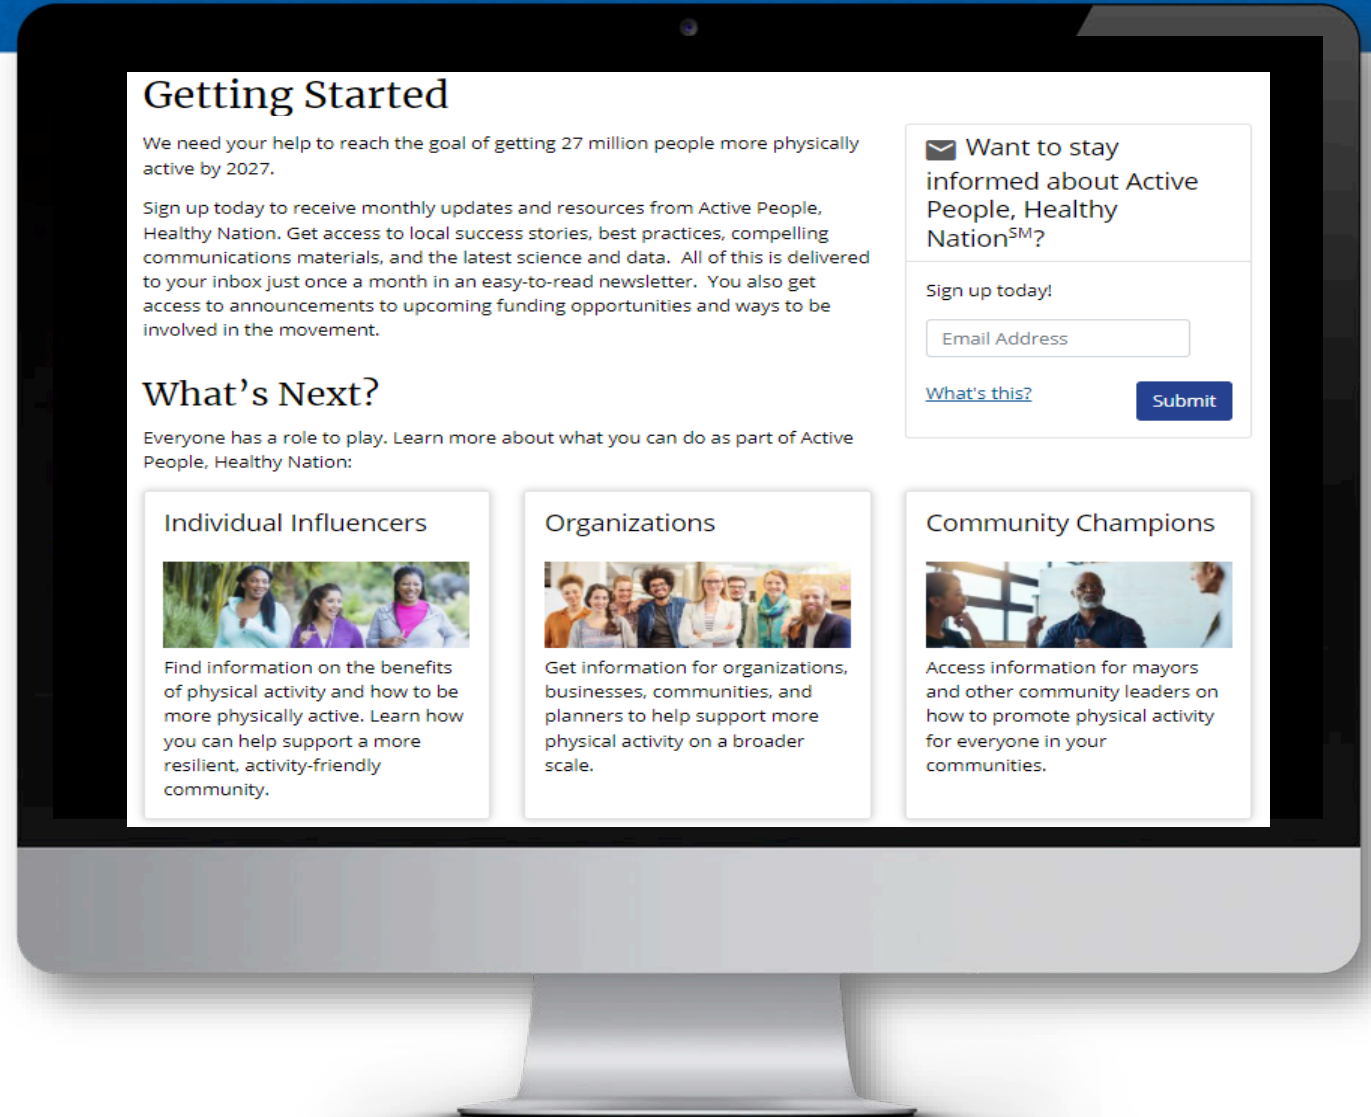 Getting Started
We need your help to reach the goal of getting 27 million people more physically
active by 2027.
Sign up today to receive monthly updates and resources from Active People,
Healthy Nation. Get access to local success stories, best practices, compelling
communications materials, and the latest science and data.  All of this is delivered
to your inbox just once a month in an easy-to-read newsletter.  You also get
access to announcements to upcoming funding opportunities and ways to be
involved in the movement.
Want to stay
informed about Active
People, Healthy
Nation℠?
Sign up today!
Email Address
What's this?
Submit
What’s Next?
Everyone has a role to play. Learn more about what you can do as part of Active
People, Healthy Nation:
Individual Influencers
Find information on the benefits
of physical activity and how to be
more physically active. Learn how
you can help support a more
resilient, activity-friendly
community.
Organizations
Get information for organizations,
businesses, communities, and
planners to help support more
physical activity on a broader
scale.
Community Champions
Access information for mayors
and other community leaders on
how to promote physical activity
for everyone in your
communities.